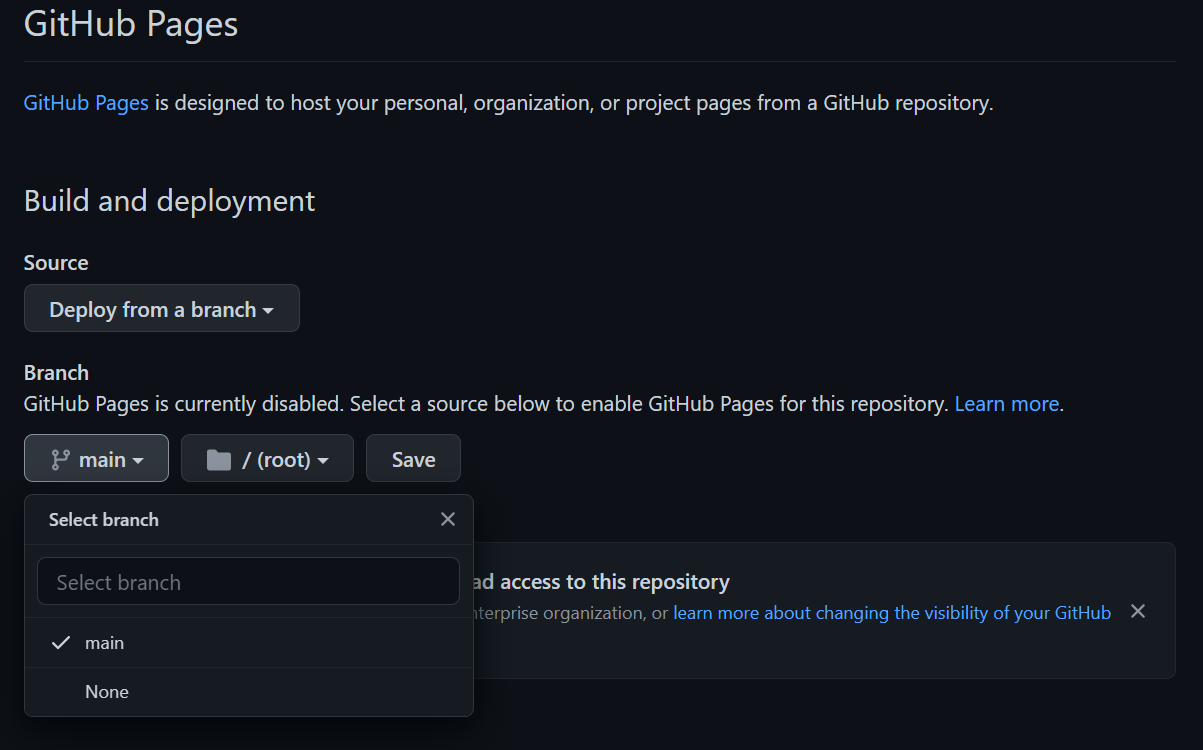 GitHub Pages
GitHub Pages is designed to host your personal, organization, or project pages from a GitHub repository.
Build and deployment
Source
Deploy from a branch
Branch
GitHub Pages is currently disabled. Select a source below to enable GitHub Pages for this repository. Learn more.
main / (root) Save
Select branch
Select branch
main
None
access to this repository
organization, or learn more about changing the visibility of your GitHub